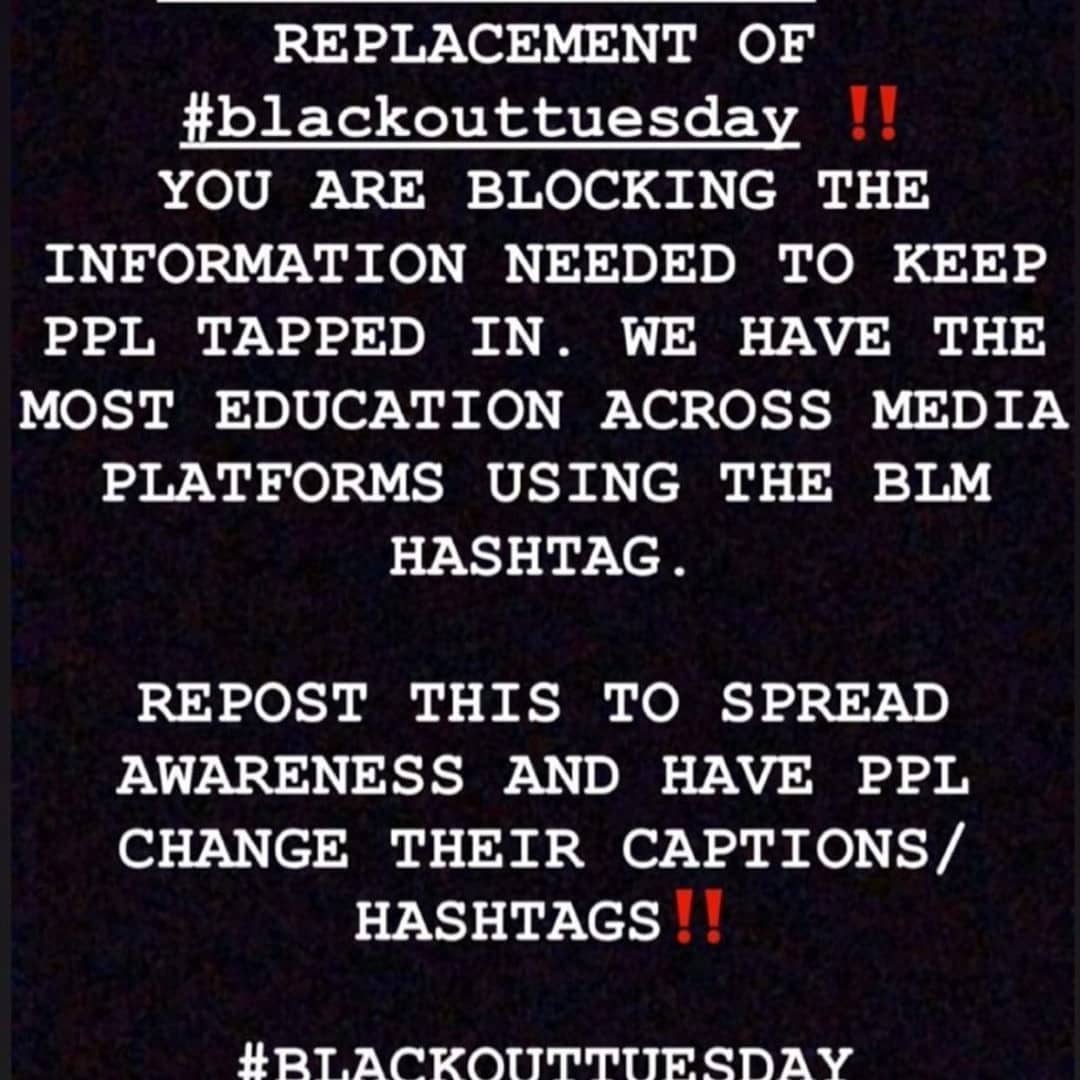 REPLACEMENT OF
#blackouttuesday ‼️
YOU ARE BLOCKING THE
INFORMATION NEEDED TO KEEP
PPL TAPPED IN. WE HAVE THE
MOST EDUCATION ACROSS MEDIA
PLATFORMS USING THE BLM
HASHTAG.
REPOST THIS TO SPREAD
AWARENESS AND HAVE PPL
CHANGE THEIR CAPTIONS/
HASHTAGS‼️
#BLACKOUTTUESDAY